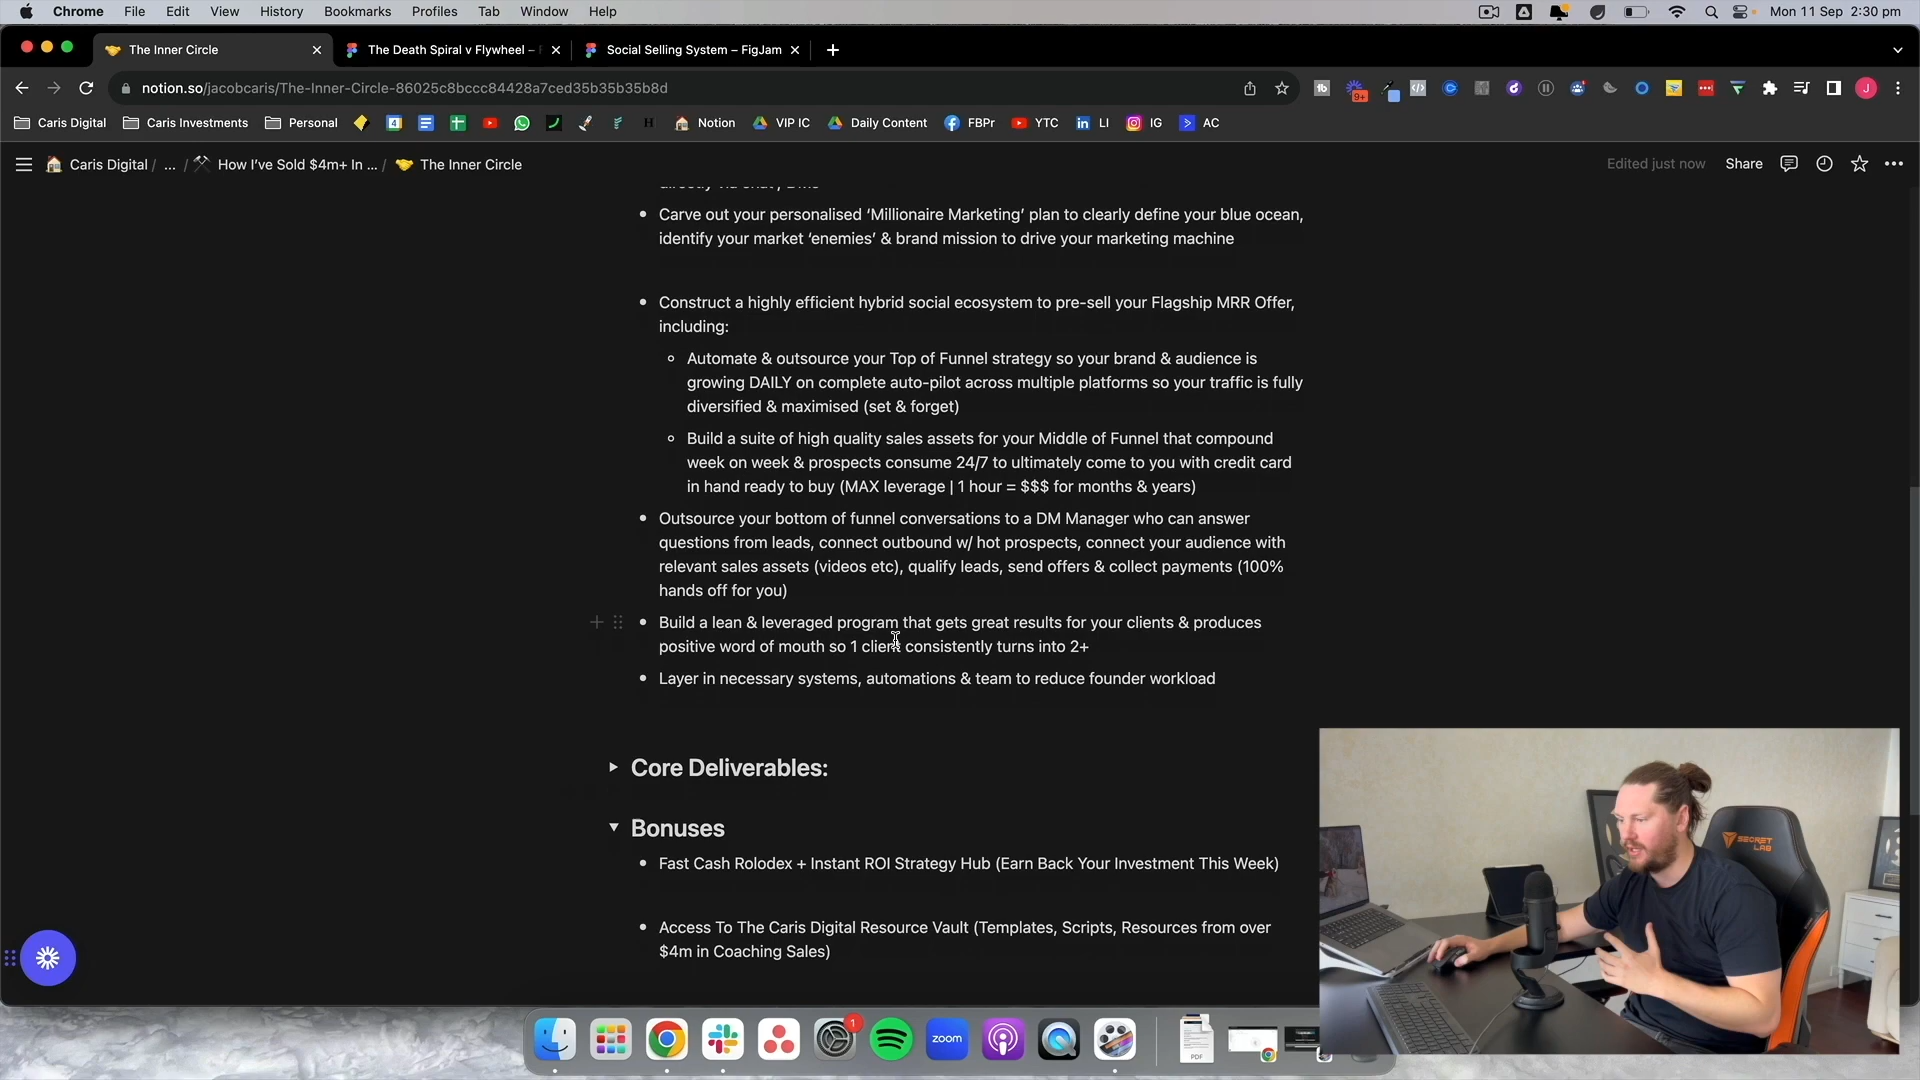 Chrome File Edit View History Bookmarks Profiles Tab Window Help Mon 11 Sep 2:30 pm
The Inner Circle The Death Spiral v Flywheel – Social Selling System – FigJam
notion.so/jacobcaris/The-Inner-Circle-86025c8bccc84428a7ced35b35b35b8d
Caris Digital Caris Investments Personal Notion VIP IC Daily Content FBPr YTC LI IG AC
Caris Digital / ... / How I've Sold $4m+ In ... / The Inner Circle Edited just now Share
Carve out your personalised ‘Millionaire Marketing’ plan to clearly define your blue ocean,
identify your market ‘enemies’ & brand mission to drive your marketing machine
Construct a highly efficient hybrid social ecosystem to pre-sell your Flagship MRR Offer,
including:
Automate & outsource your Top of Funnel strategy so your brand & audience is
growing DAILY on complete auto-pilot across multiple platforms so your traffic is fully
diversified & maximised (set & forget)
Build a suite of high quality sales assets for your Middle of Funnel that compound
week on week & prospects consume 24/7 to ultimately come to you with credit card
in hand ready to buy (MAX leverage | 1 hour = $$$ for months & years)
Outsource your bottom of funnel conversations to a DM Manager who can answer
questions from leads, connect outbound w/ hot prospects, connect your audience with
relevant sales assets (videos etc), qualify leads, send offers & collect payments (100%
hands off for you)
Build a lean & leveraged program that gets great results for your clients & produces
positive word of mouth so 1 client consistently turns into 2+
Layer in necessary systems, automations & team to reduce founder workload
Core Deliverables:
Bonuses
Fast Cash Rolodex + Instant ROI Strategy Hub (Earn Back Your Investment This Week)
Access To The Caris Digital Resource Vault (Templates, Scripts, Resources from over
$4m in Coaching Sales)
SECRET
LAB
1
zoom
PDF